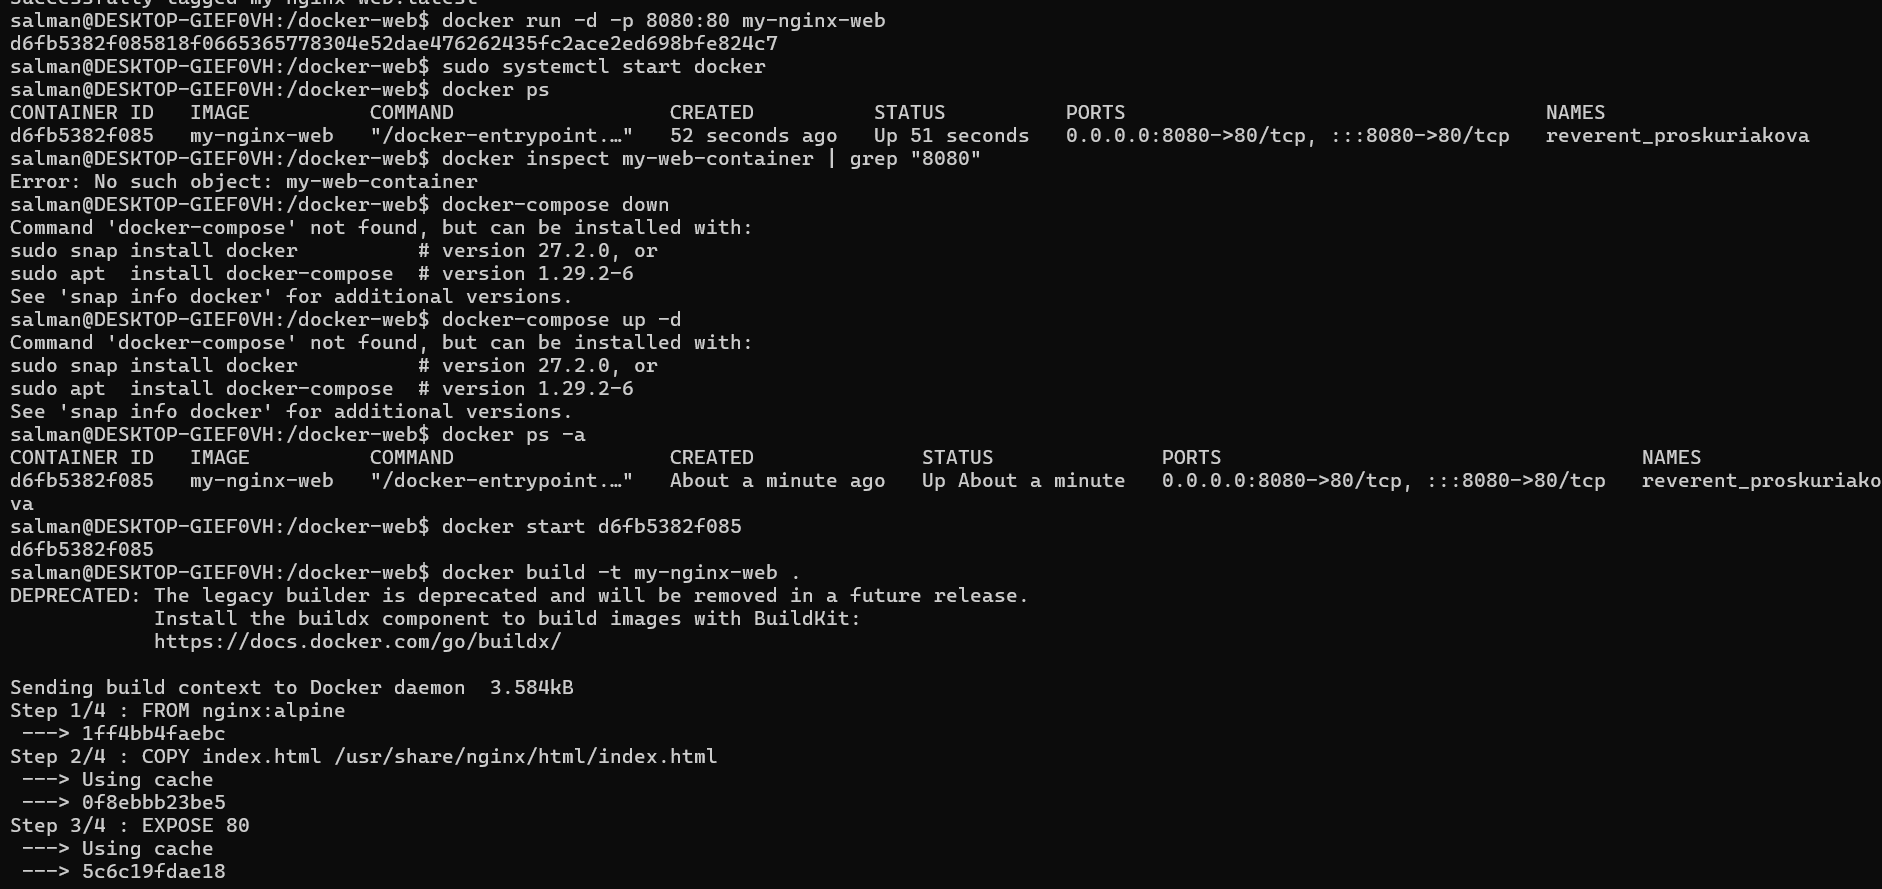 Successfully tagged my-nginx-web:latest
salman@DESKTOP-GIEF0VH:/docker-web$ docker run -d -p 8080:80 my-nginx-web
d6fb5382f085818f0665365778304e52dae476262435fc2ace2ed698bfe824c7
salman@DESKTOP-GIEF0VH:/docker-web$ sudo systemctl start docker
salman@DESKTOP-GIEF0VH:/docker-web$ docker ps
CONTAINER ID   IMAGE          COMMAND                  CREATED          STATUS          PORTS                                   NAMES
d6fb5382f085   my-nginx-web   "/docker-entrypoint.…"   52 seconds ago   Up 51 seconds   0.0.0.0:8080->80/tcp, :::8080->80/tcp   reverent_proskuriakova
salman@DESKTOP-GIEF0VH:/docker-web$ docker inspect my-web-container | grep "8080"
Error: No such object: my-web-container
salman@DESKTOP-GIEF0VH:/docker-web$ docker-compose down
Command 'docker-compose' not found, but can be installed with:
sudo snap install docker          # version 27.2.0, or
sudo apt  install docker-compose  # version 1.29.2-6
See 'snap info docker' for additional versions.
salman@DESKTOP-GIEF0VH:/docker-web$ docker-compose up -d
Command 'docker-compose' not found, but can be installed with:
sudo snap install docker          # version 27.2.0, or
sudo apt  install docker-compose  # version 1.29.2-6
See 'snap info docker' for additional versions.
salman@DESKTOP-GIEF0VH:/docker-web$ docker ps -a
CONTAINER ID   IMAGE          COMMAND                  CREATED              STATUS              PORTS                                   NAMES
d6fb5382f085   my-nginx-web   "/docker-entrypoint.…"   About a minute ago   Up About a minute   0.0.0.0:8080->80/tcp, :::8080->80/tcp   reverent_proskuriako
va
salman@DESKTOP-GIEF0VH:/docker-web$ docker start d6fb5382f085
d6fb5382f085
salman@DESKTOP-GIEF0VH:/docker-web$ docker build -t my-nginx-web .
DEPRECATED: The legacy builder is deprecated and will be removed in a future release.
            Install the buildx component to build images with BuildKit:
            https://docs.docker.com/go/buildx/
Sending build context to Docker daemon  3.584kB
Step 1/4 : FROM nginx:alpine
 ---> 1ff4bb4faebc
Step 2/4 : COPY index.html /usr/share/nginx/html/index.html
 ---> Using cache
 ---> 0f8ebbb23be5
Step 3/4 : EXPOSE 80
 ---> Using cache
 ---> 5c6c19fdae18